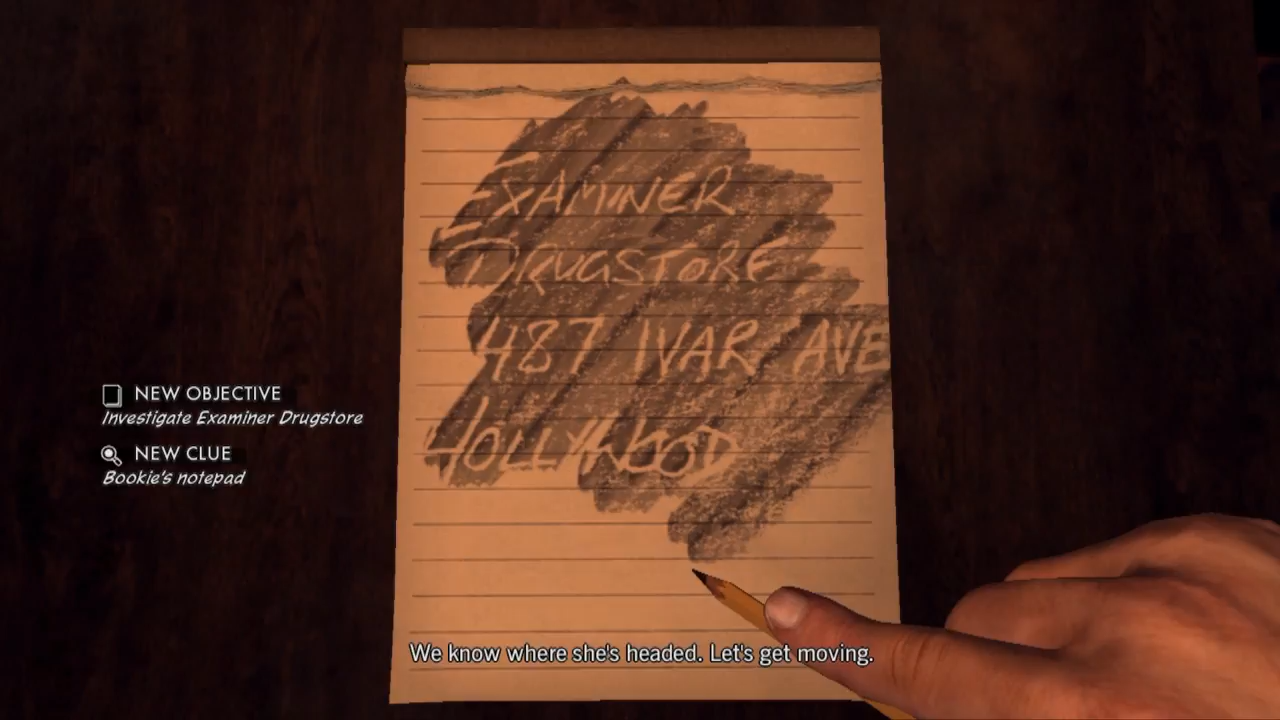 EXAMINER
DRUGSTORE
487 IVAR AVE
HOLLYWOOD
NEW OBJECTIVE
Investigate Examiner Drugstore
NEW CLUE
Bookie's notepad
We know where she's headed. Let's get moving.